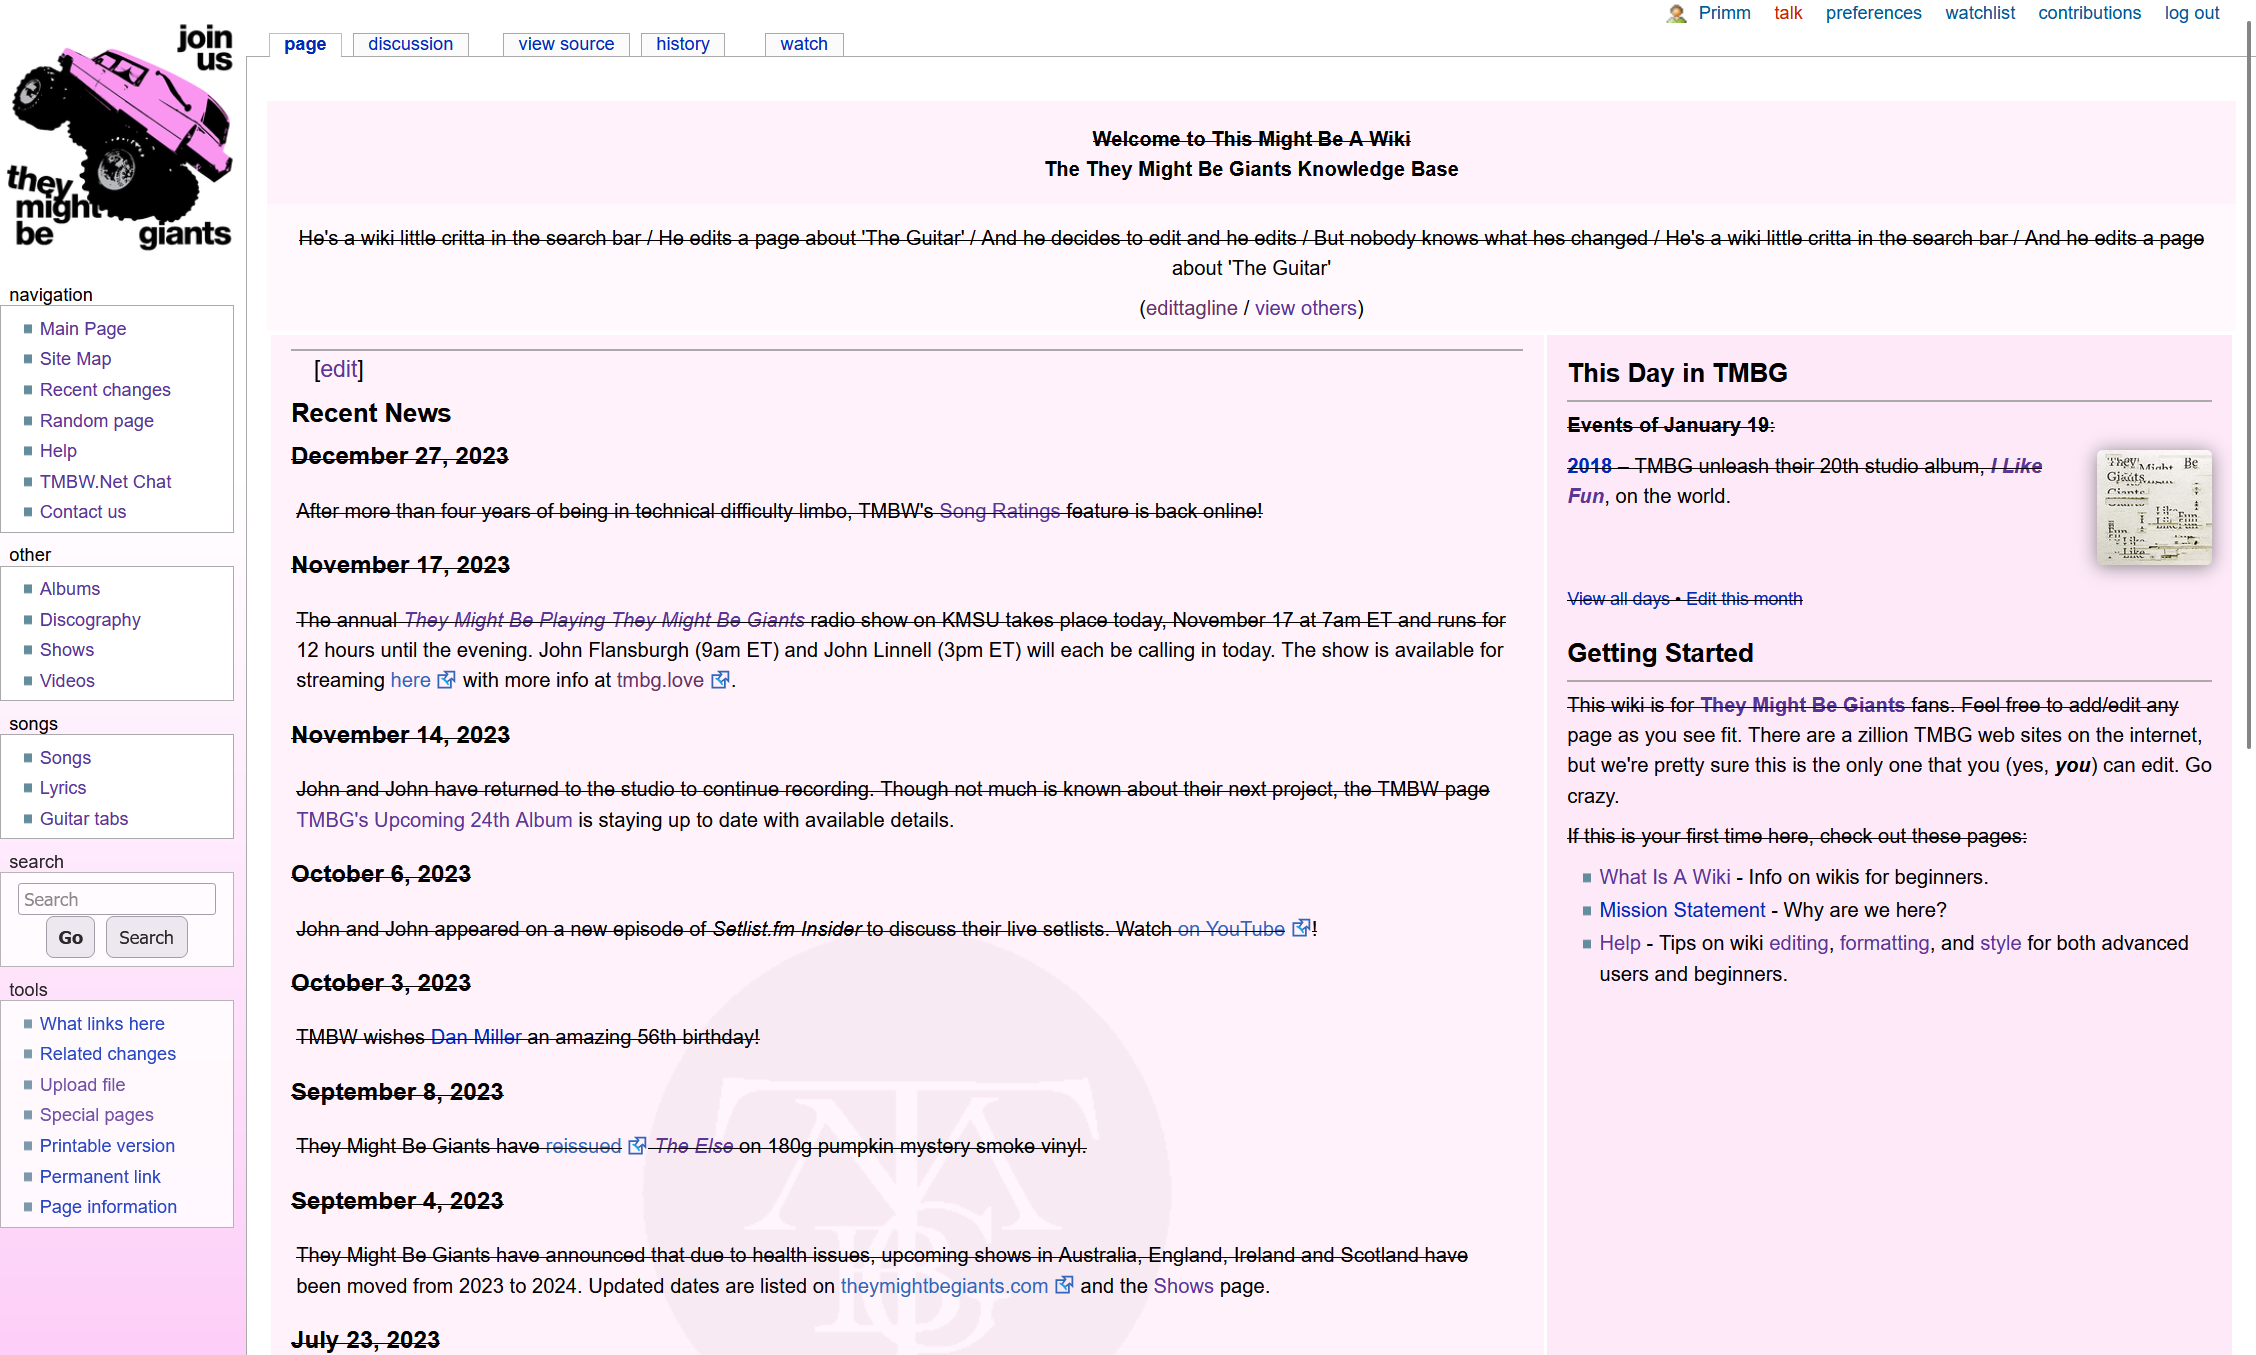 join
us
they
might
be giants
Primm talk preferences watchlist contributions log out
page discussion view source history watch
Welcome to This Might Be A Wiki
The They Might Be Giants Knowledge Base
He's a wiki little critta in the search bar / He edits a page about 'The Guitar' / And he decides to edit and he edits / But nobody knows what hes changed / He's a wiki little critta in the search bar / And he edits a page
about 'The Guitar'
(edittagline / view others)
navigation
Main Page
Site Map
Recent changes
Random page
Help
TMBW.Net Chat
Contact us
other
Albums
Discography
Shows
Videos
songs
Songs
Lyrics
Guitar tabs
search
Search
Go Search
tools
What links here
Related changes
Upload file
Special pages
Printable version
Permanent link
Page information
[edit]
Recent News
December 27, 2023
After more than four years of being in technical difficulty limbo, TMBW's Song Ratings feature is back online!
November 17, 2023
The annual They Might Be Playing They Might Be Giants radio show on KMSU takes place today, November 17 at 7am ET and runs for
12 hours until the evening. John Flansburgh (9am ET) and John Linnell (3pm ET) will each be calling in today. The show is available for
streaming here with more info at tmbg.love.
November 14, 2023
John and John have returned to the studio to continue recording. Though not much is known about their next project, the TMBW page
TMBG's Upcoming 24th Album is staying up to date with available details.
October 6, 2023
John and John appeared on a new episode of Setlist.fm Insider to discuss their live setlists. Watch on YouTube!
October 3, 2023
TMBW wishes Dan Miller an amazing 56th birthday!
September 8, 2023
They Might Be Giants have reissued The Else on 180g pumpkin mystery smoke vinyl.
September 4, 2023
They Might Be Giants have announced that due to health issues, upcoming shows in Australia, England, Ireland and Scotland have
been moved from 2023 to 2024. Updated dates are listed on theymightbegiants.com and the Shows page.
July 23, 2023
This Day in TMBG
Events of January 19:
2018 – TMBG unleash their 20th studio album, I Like
Fun, on the world.
View all days • Edit this month
Getting Started
This wiki is for They Might Be Giants fans. Feel free to add/edit any
page as you see fit. There are a zillion TMBG web sites on the internet,
but we're pretty sure this is the only one that you (yes, you) can edit. Go
crazy.
If this is your first time here, check out these pages:
What Is A Wiki - Info on wikis for beginners.
Mission Statement - Why are we here?
Help - Tips on wiki editing, formatting, and style for both advanced
users and beginners.